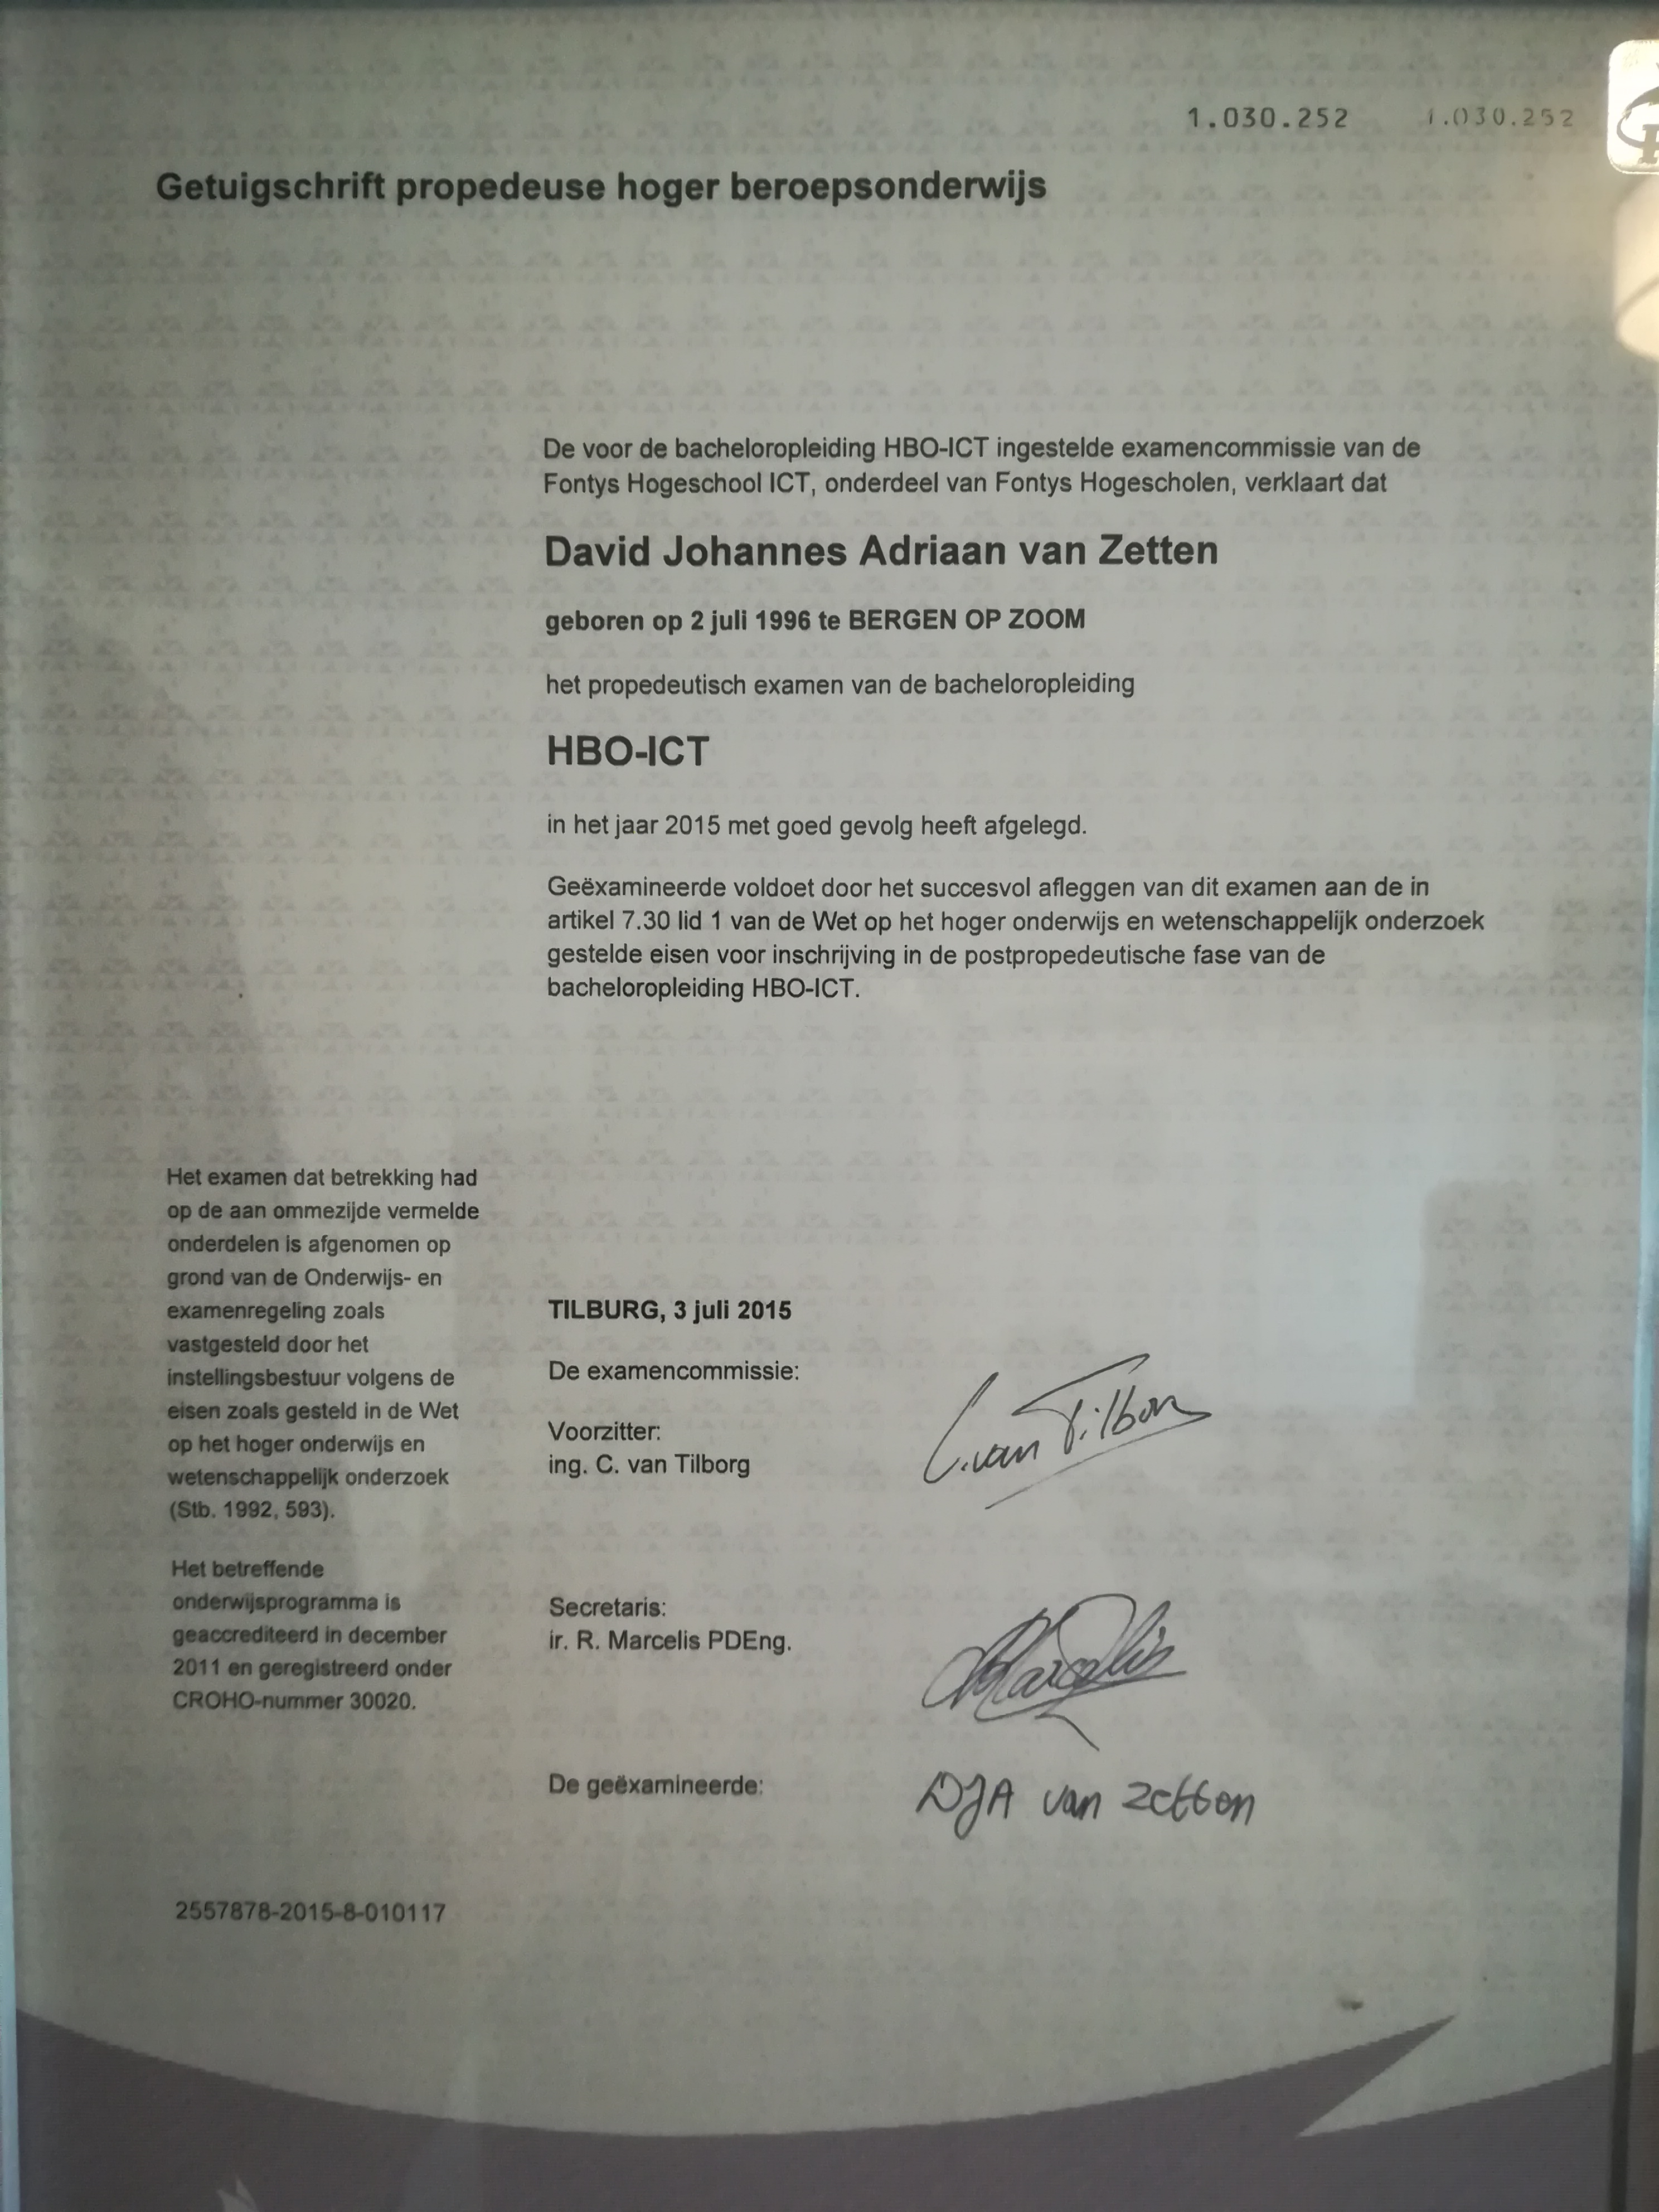 1.030.252 1.030.252
Getuigschrift propedeuse hoger beroepsonderwijs
De voor de bacheloropleiding HBO-ICT ingestelde examencommissie van de
Fontys Hogeschool ICT, onderdeel van Fontys Hogescholen, verklaart dat
David Johannes Adriaan van Zetten
geboren op 2 juli 1996 te BERGEN OP ZOOM
het propedeutisch examen van de bacheloropleiding
HBO-ICT
in het jaar 2015 met goed gevolg heeft afgelegd.
Geëxamineerde voldoet door het succesvol afleggen van dit examen aan de in
artikel 7.30 lid 1 van de Wet op het hoger onderwijs en wetenschappelijk onderzoek
gestelde eisen voor inschrijving in de postpropedeutische fase van de
bacheloropleiding HBO-ICT.
Het examen dat betrekking had
op de aan ommezijde vermelde
onderdelen is afgenomen op
grond van de Onderwijs- en
examenregeling zoals
vastgesteld door het
instellingsbestuur volgens de
eisen zoals gesteld in de Wet
op het hoger onderwijs en
wetenschappelijk onderzoek
(Stb. 1992, 593).
Het betreffende
onderwijsprogramma is
geaccrediteerd in december
2011 en geregistreerd onder
CROHO-nummer 30020.
TILBURG, 3 juli 2015
De examencommissie:
Voorzitter:
ing. C. van Tilborg
C. van Tilborg
Secretaris:
ir. R. Marcelis PDEng.
De geëxamineerde:
DJA van Zetten
2557878-2015-8-010117